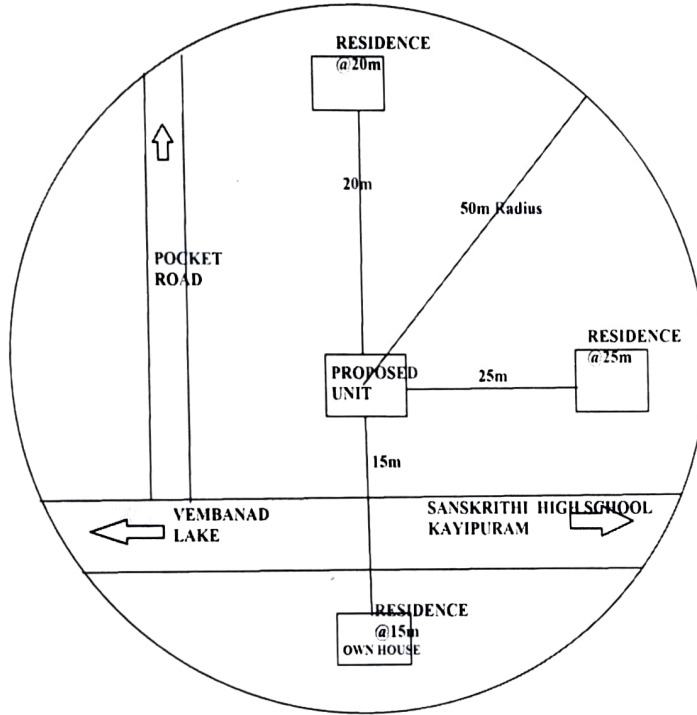 RESIDENCE
@20m
20m
50m Radius
POCKET
ROAD
RESIDENCE
@25m
PROPOSED
UNIT
25m
15m
VEMBANAD
LAKE
SANSKRITHI HIGH SCHOOL
KAYIPURAM
RESIDENCE
@15m
OWN HOUSE